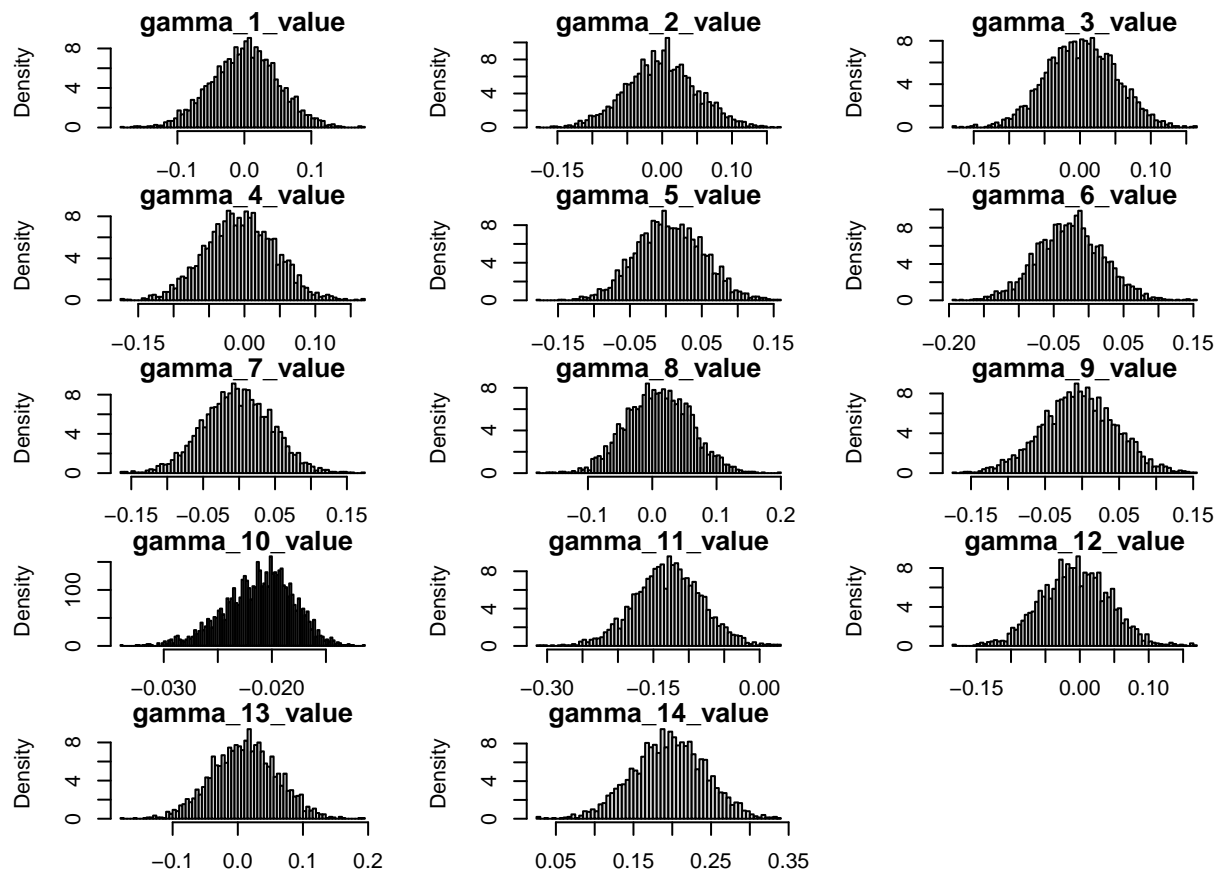 gamma_1_value
Density
0 4 8
−0.1 0.0 0.1
gamma_2_value
Density
0 4 8
−0.15 0.00 0.10
gamma_3_value
Density
0 4 8
−0.15 0.00 0.10
gamma_4_value
Density
0 4 8
−0.15 0.00 0.10
gamma_5_value
Density
0 4 8
−0.15 −0.05 0.05 0.15
gamma_6_value
Density
0 4 8
−0.20 −0.05 0.05 0.15
gamma_7_value
Density
0 4 8
−0.15 −0.05 0.05 0.15
gamma_8_value
Density
0 4 8
−0.1 0.0 0.1 0.2
gamma_9_value
Density
0 4 8
−0.15 −0.05 0.05 0.15
gamma_10_value
Density
0 100
−0.030 −0.020
gamma_11_value
Density
0 4 8
−0.30 −0.15 0.00
gamma_12_value
Density
0 4 8
−0.15 0.00 0.10
gamma_13_value
Density
0 4 8
−0.1 0.0 0.1 0.2
gamma_14_value
Density
0 4 8
0.05 0.15 0.25 0.35